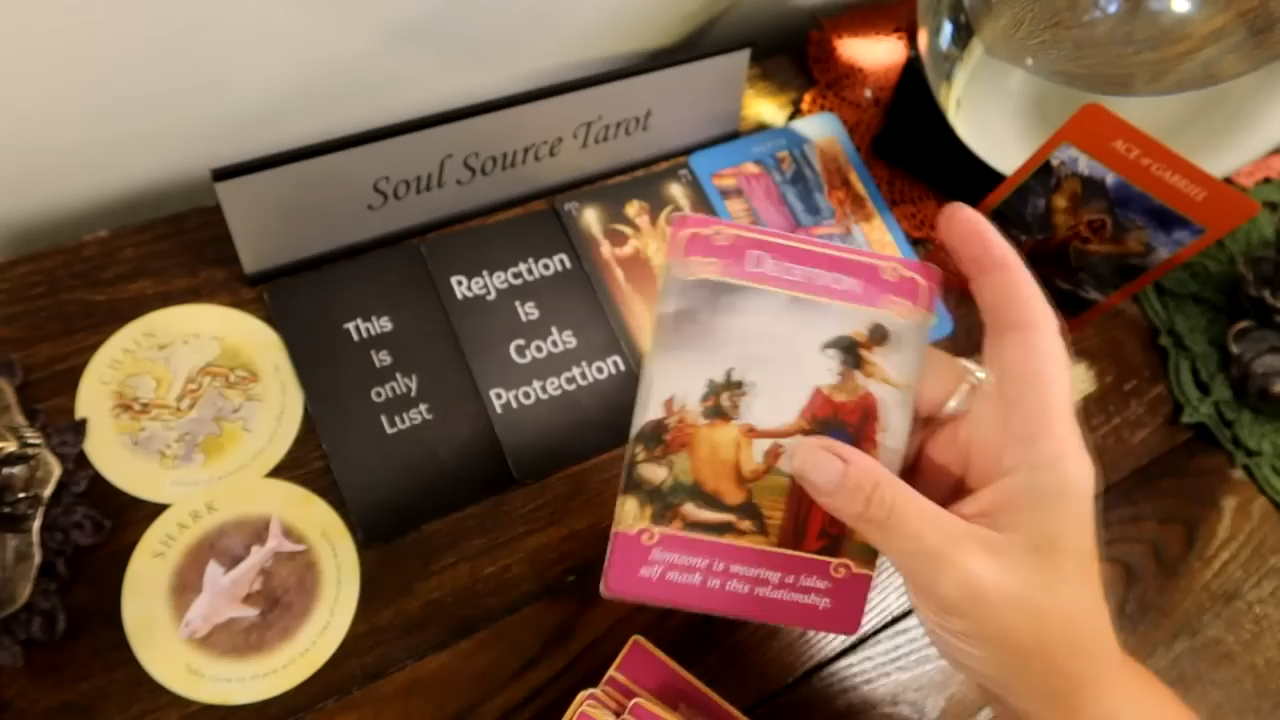 Soul Source Tarot
ACE of GABRIEL
CHAIN
This
is
only
Lust
Rejection
is
Gods
Protection
SHARK
Someone is wearing a false-
self mask in this relationship.